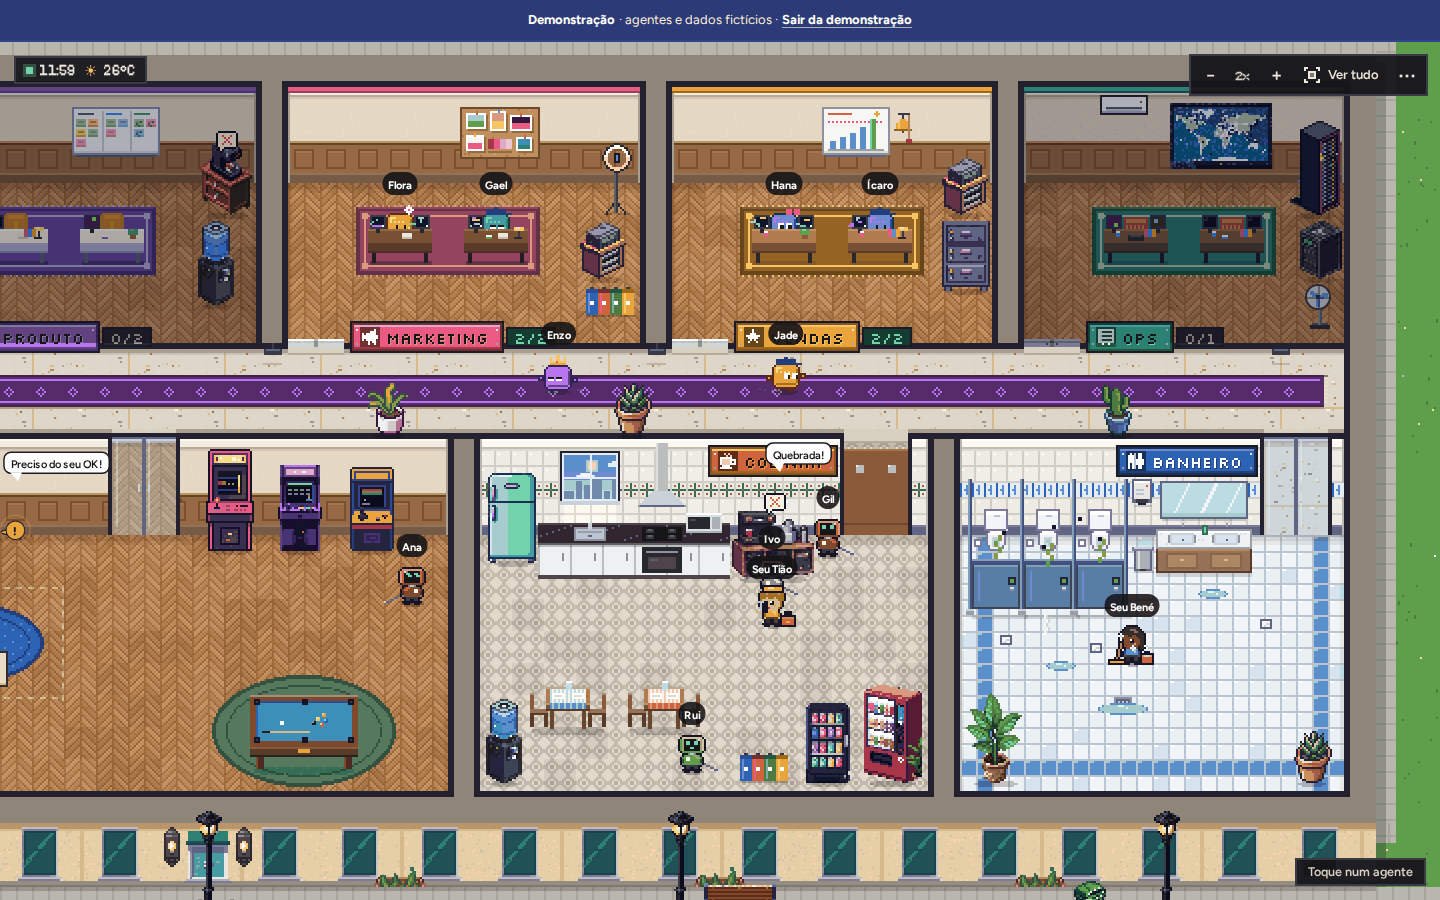 Demonstração · agentes e dados fictícios · Sair da demonstração
11:59 26°C
− 2x + Ver tudo ...
Flora
Gael
Hana
Ícaro
PRODUTO 0/2
MARKETING
Enzo
Jade
2/2
OPS 0/1
Preciso do seu OK!
Quebrada!
BANHEIRO
Gil
Ana
Ivo
Seu Tião
Seu Bené
Rui
Toque num agente